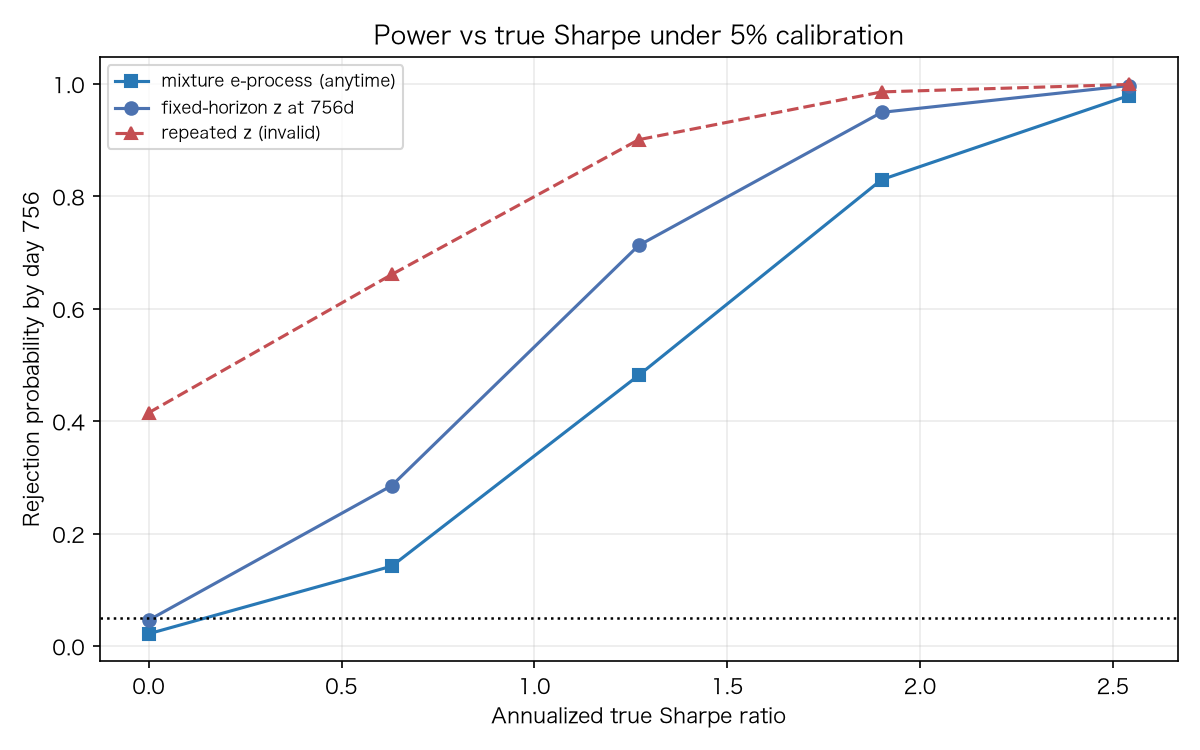 Power vs true Sharpe under 5% calibration
mixture e-process (anytime)
fixed-horizon z at 756d
repeated z (invalid)
Rejection probability by day 756
1.0
0.8
0.6
0.4
0.2
0.0
0.0 0.5 1.0 1.5 2.0 2.5
Annualized true Sharpe ratio